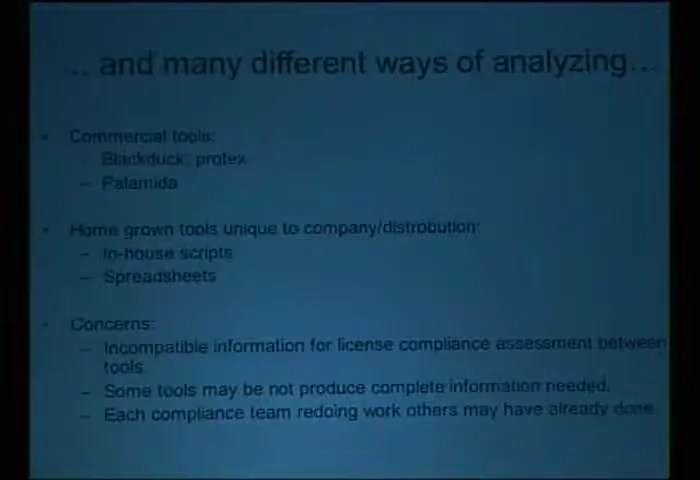 ... and many different ways of analyzing...
• Commercial tools:
– Blackduck: protex
– Palamida
• Home grown tools unique to company/distrobution:
– In-house scripts
– Spreadsheets
• Concerns:
– Incompatible information for license compliance assessment between
tools.
– Some tools may be not produce complete information needed.
– Each compliance team redoing work others may have already done.